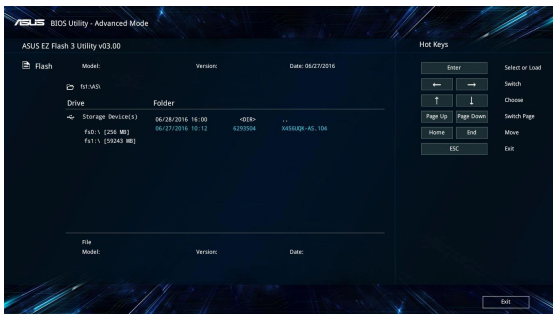 ASUS BIOS Utility - Advanced Mode
ASUS EZ Flash 3 Utility v03.00
Hot Keys
Flash Model: Version: Date: 06/27/2016
Enter Select or Load
fs1:\AS\
← → Switch
Drive Folder
↑ ↓ Choose
Storage Device(s) 06/28/2016 16:00 <DIR> ..
Page Up Page Down Switch Page
fs0:\ [256 MB] 06/27/2016 10:12 6293504 X456UQK-AS.104
fs1:\ [59243 MB]
Home End Move
ESC Exit
File
Model: Version: Date:
Exit